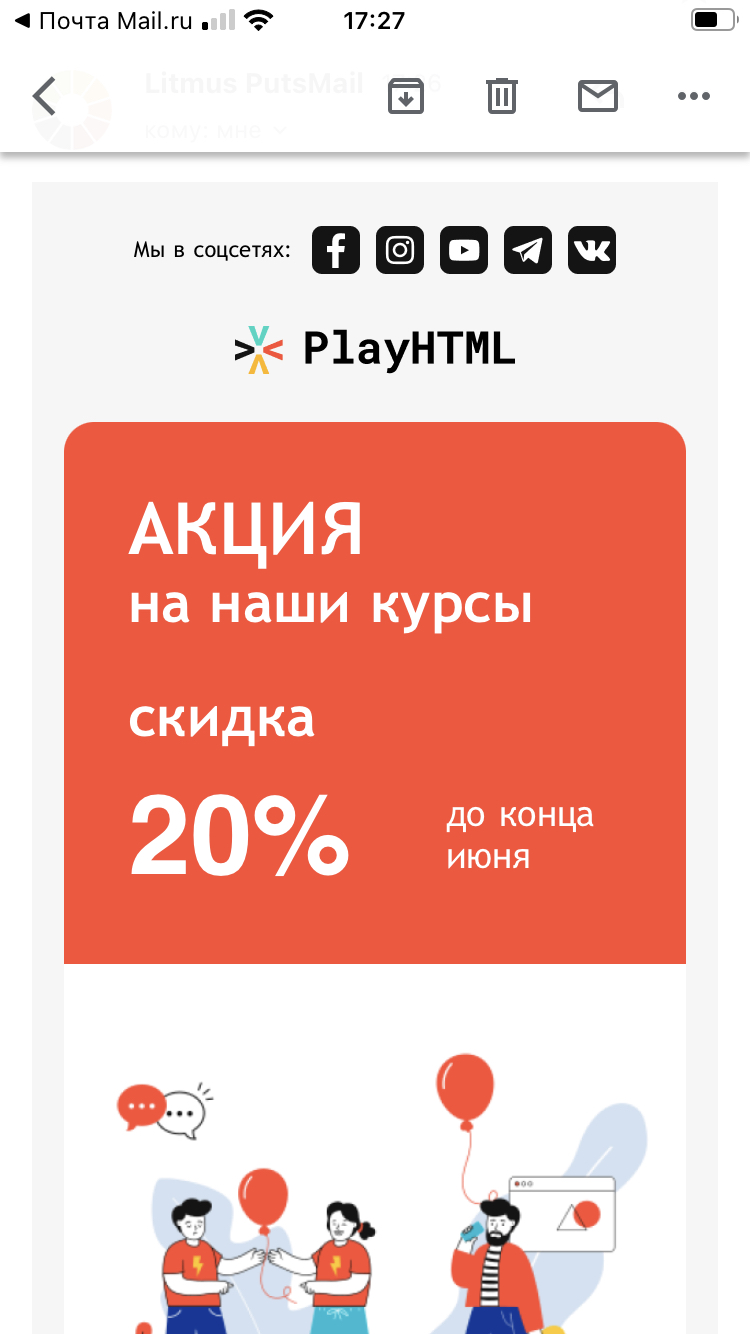 Почта Mail.ru
17:27
Litmus PutsMail
кому: мне
Мы в соцсетях:
PlayHTML
АКЦИЯ
на наши курсы
скидка
20%
до конца
июня